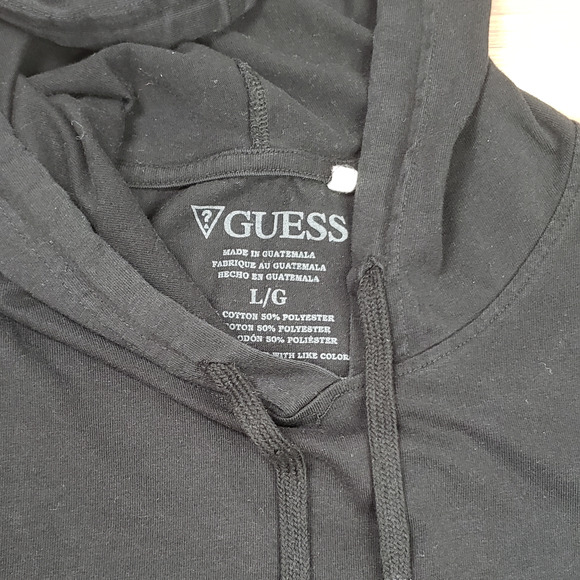 ? GUESS
MADE IN GUATEMALA
FABRIQUE AU GUATEMALA
HECHO EN GUATEMALA
L/G
COTTON 50% POLYESTER
COTON 50% POLYESTER
50% POLIÉSTER
WITH LIKE COLOR